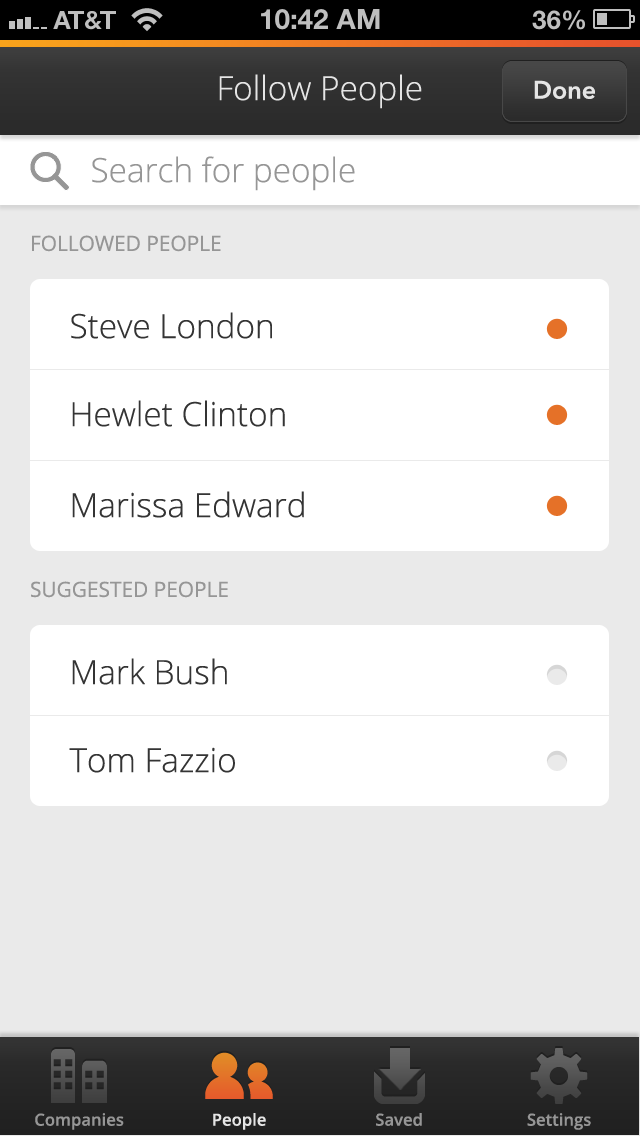 AT&T 10:42 AM 36%
Follow People Done
Search for people
FOLLOWED PEOPLE
Steve London
Hewlet Clinton
Marissa Edward
SUGGESTED PEOPLE
Mark Bush
Tom Fazzio
Companies People Saved Settings